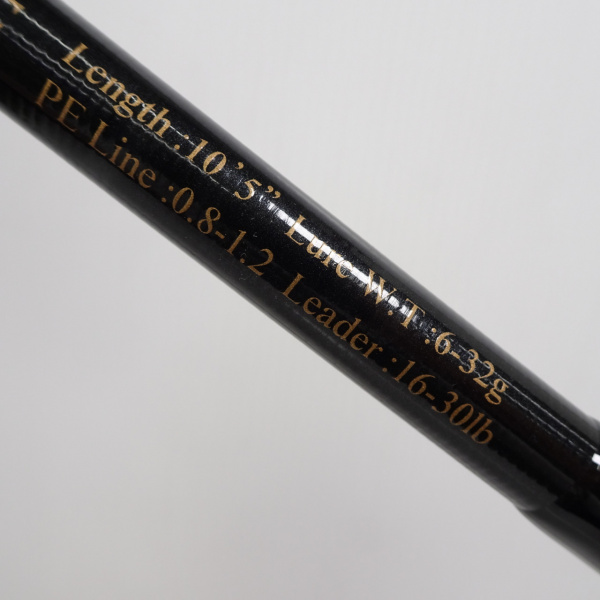 Length :10'5" Lure W.T :6-32g
PE Line :0.8-1.2 Leader :16-30lb